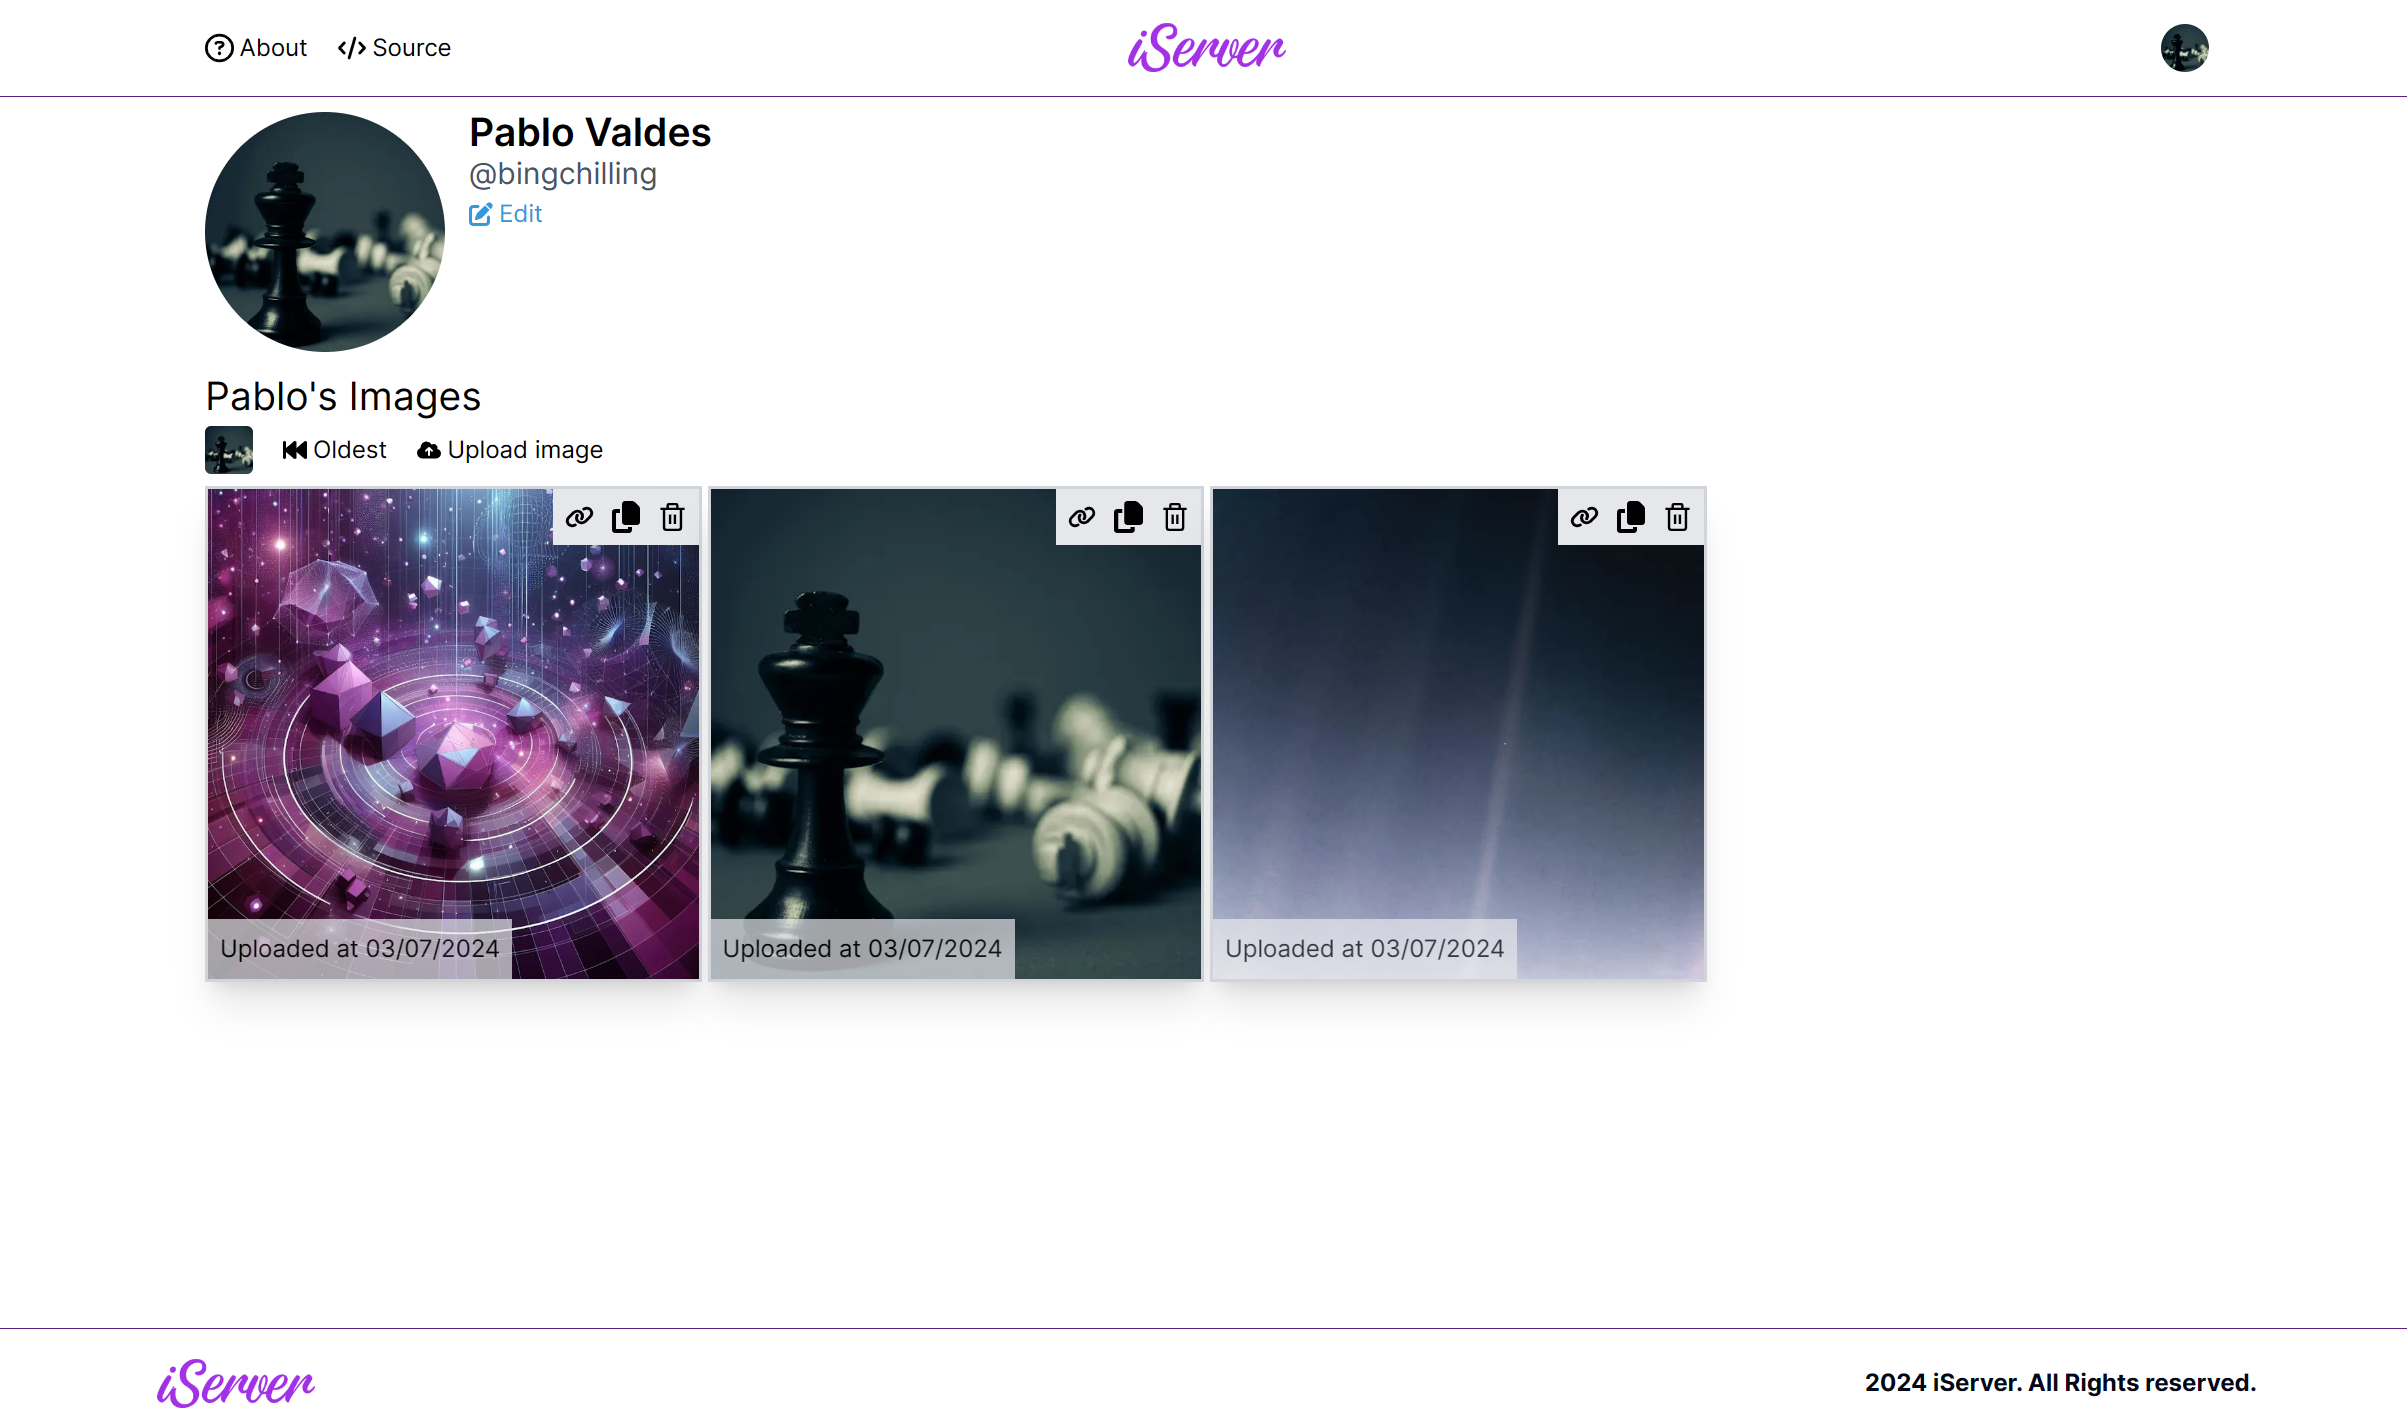 About
Source
iServer
Pablo Valdes
@bingchilling
Edit
Pablo's Images
Oldest
Upload image
Uploaded at 03/07/2024
Uploaded at 03/07/2024
Uploaded at 03/07/2024
iServer
2024 iServer. All Rights reserved.